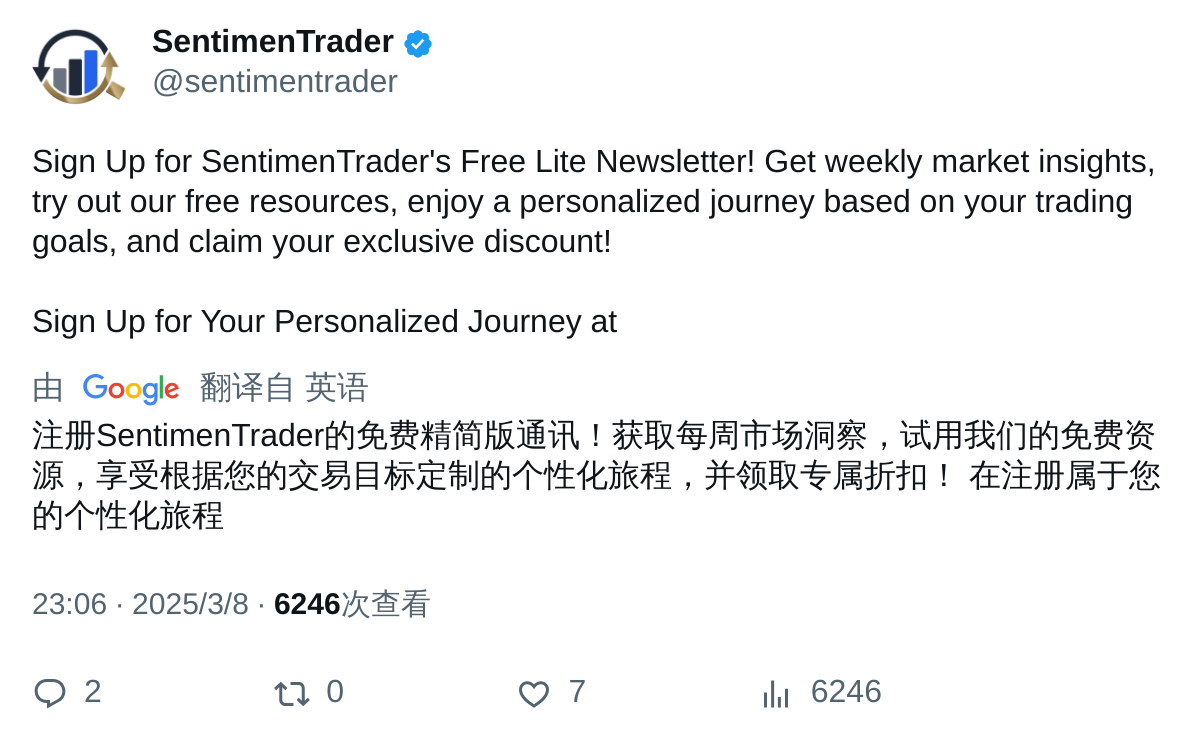 SentimenTrader
@sentimentrader
Sign Up for SentimenTrader's Free Lite Newsletter! Get weekly market insights,
try out our free resources, enjoy a personalized journey based on your trading
goals, and claim your exclusive discount!
Sign Up for Your Personalized Journey at
由 Google 翻译自 英语
注册SentimenTrader的免费精简版通讯！获取每周市场洞察，试用我们的免费资
源，享受根据您的交易目标定制的个性化旅程，并领取专属折扣！ 在注册属于您
的个性化旅程
23:06 · 2025/3/8 · 6246次查看
2 0 7 6246